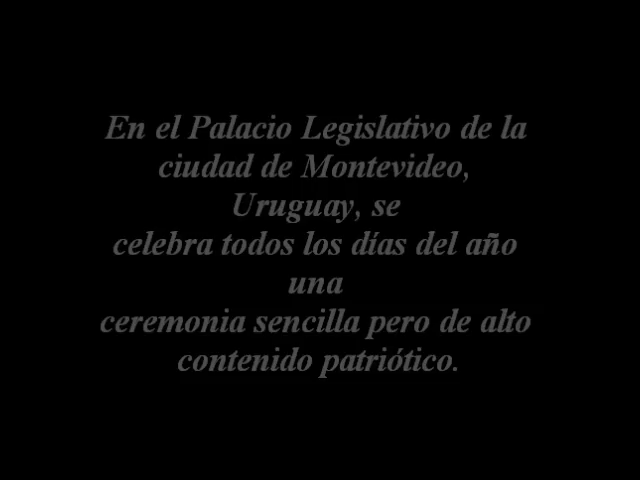 En el Palacio Legislativo de la
ciudad de Montevideo,
Uruguay, se
celebra todos los días del año
una
ceremonia sencilla pero de alto
contenido patriótico.